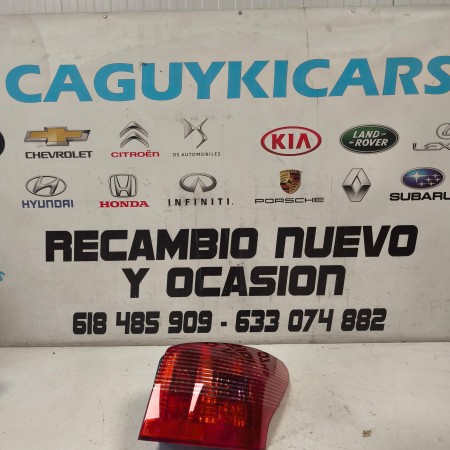 CAGUYKICARS
CHEVROLET CITROËN DS AUTOMOBILES KIA LAND-ROVER
HYUNDAI HONDA INFINITI PORSCHE SUBARU
RECAMBIO NUEVO
Y OCASION
618 485 909 - 633 074 882